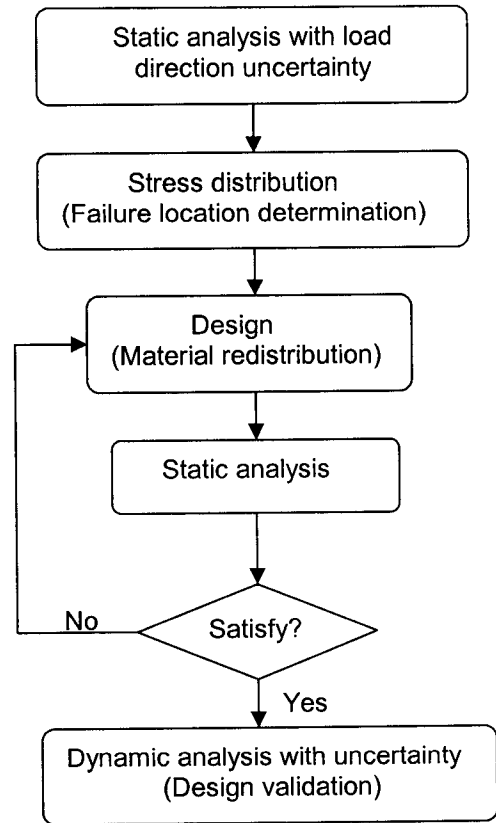 Static analysis with load
direction uncertainty
Stress distribution
(Failure location determination)
Design
(Material redistribution)
Static analysis
Satisfy?
No
Yes
Dynamic analysis with uncertainty
(Design validation)